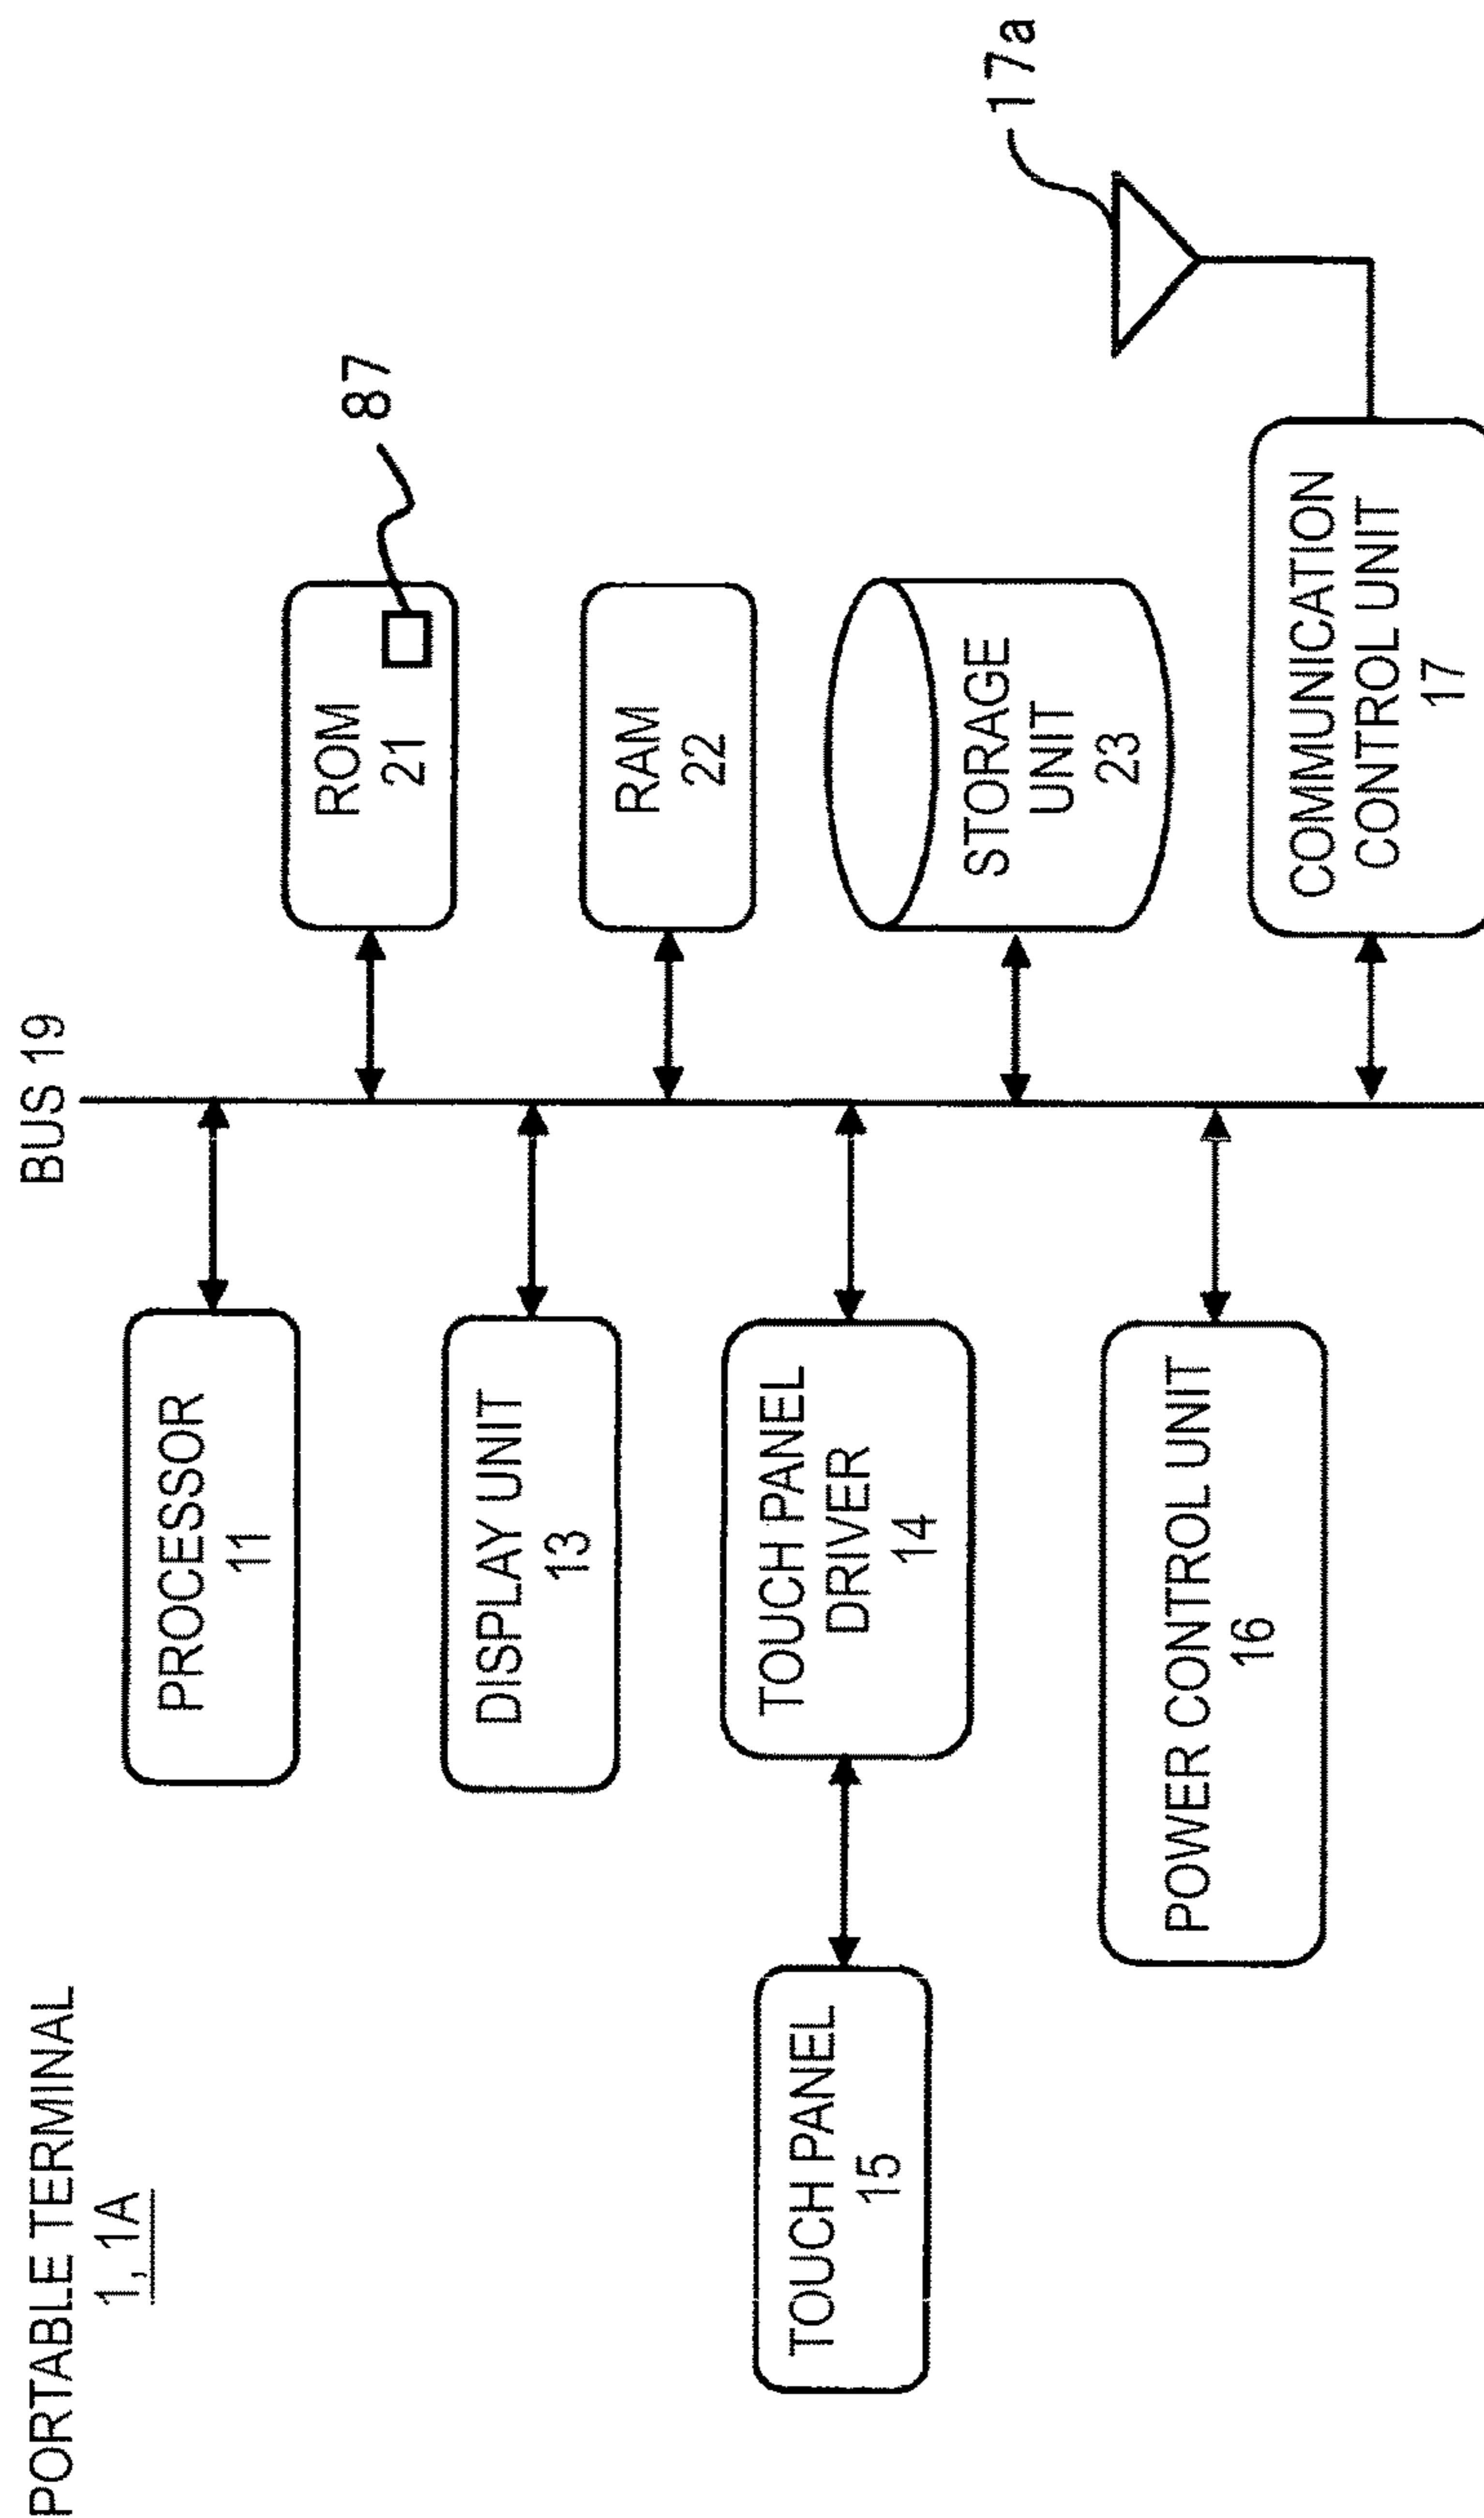 PORTABLE TERMINAL
1, 1A
BUS 19
PROCESSOR
11
ROM
21
87
DISPLAY UNIT
13
RAM
22
TOUCH PANEL
15
TOUCH PANEL
DRIVER
14
STORAGE
UNIT
23
POWER CONTROL UNIT
16
COMMUNICATION
CONTROL UNIT
17
17a